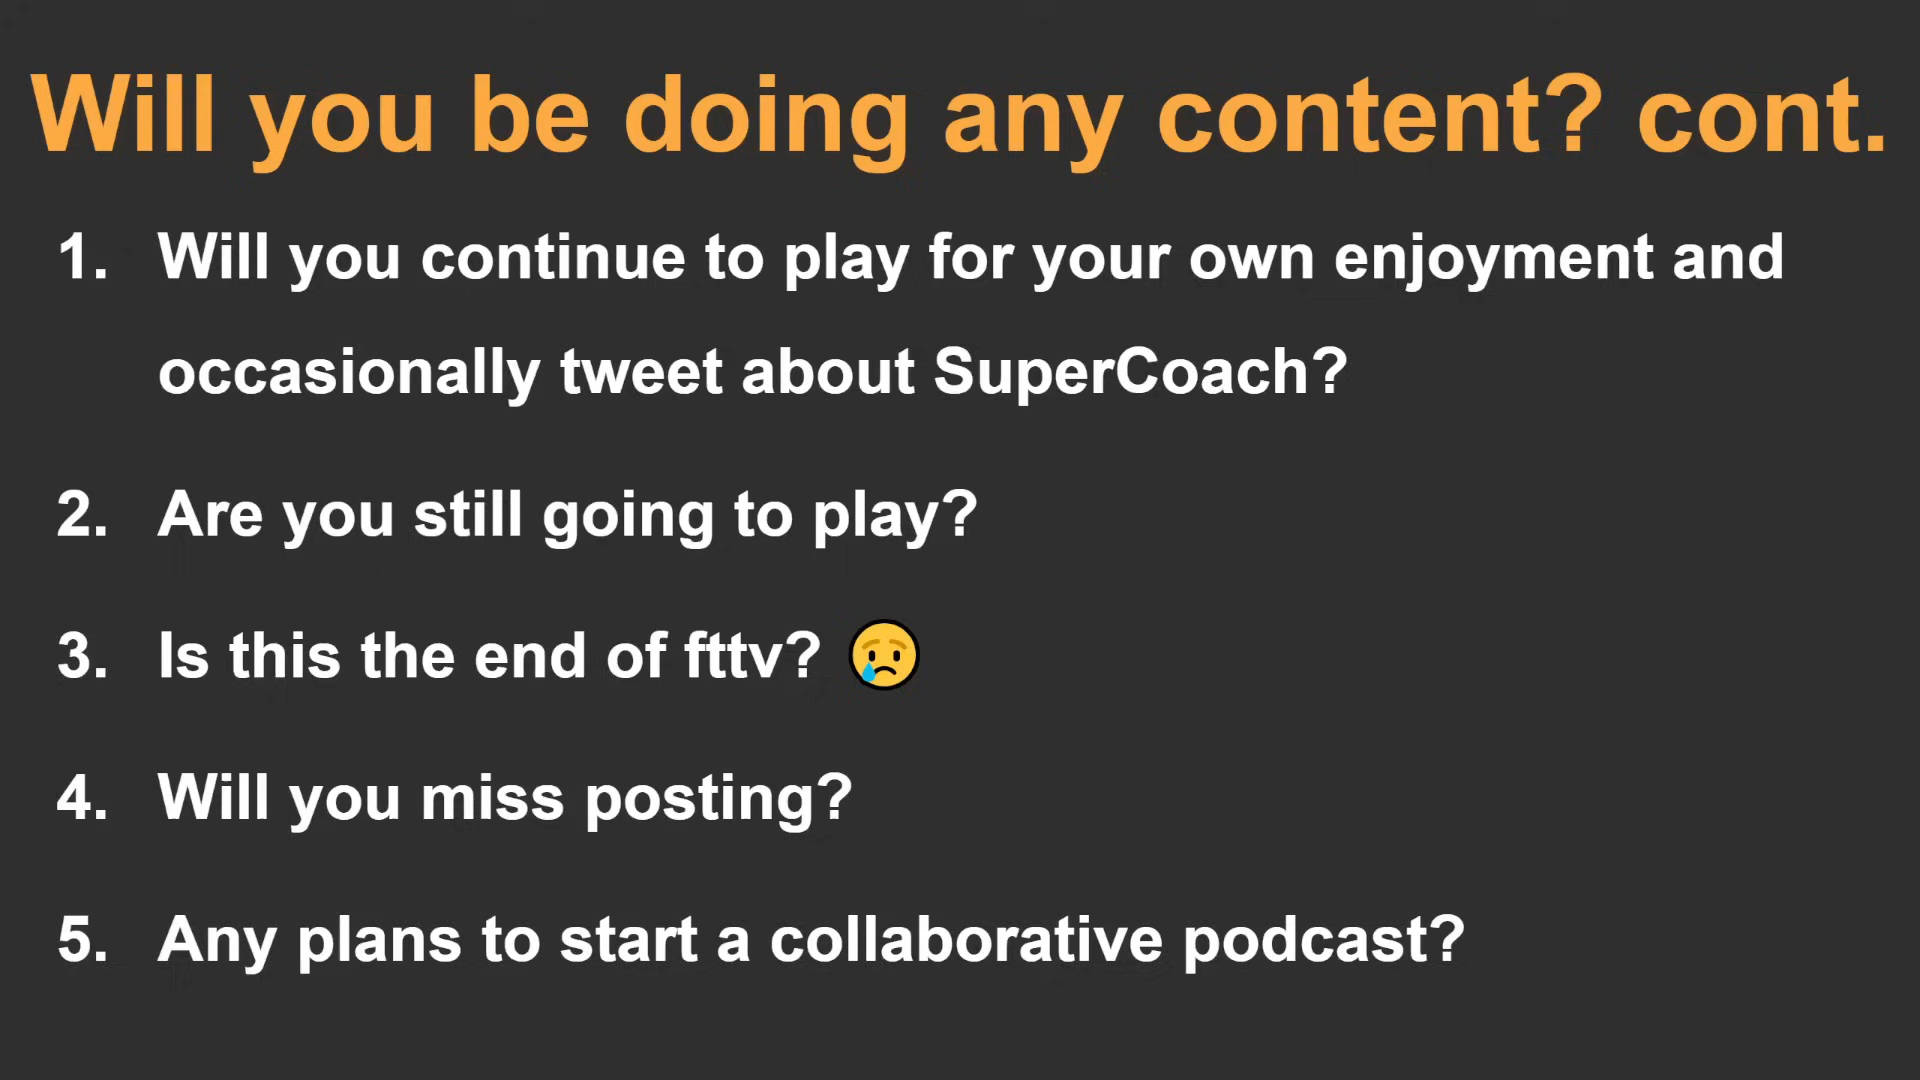 Will you be doing any content? cont.
1. Will you continue to play for your own enjoyment and
occasionally tweet about SuperCoach?
2. Are you still going to play?
3. Is this the end of fttv? 😢
4. Will you miss posting?
5. Any plans to start a collaborative podcast?